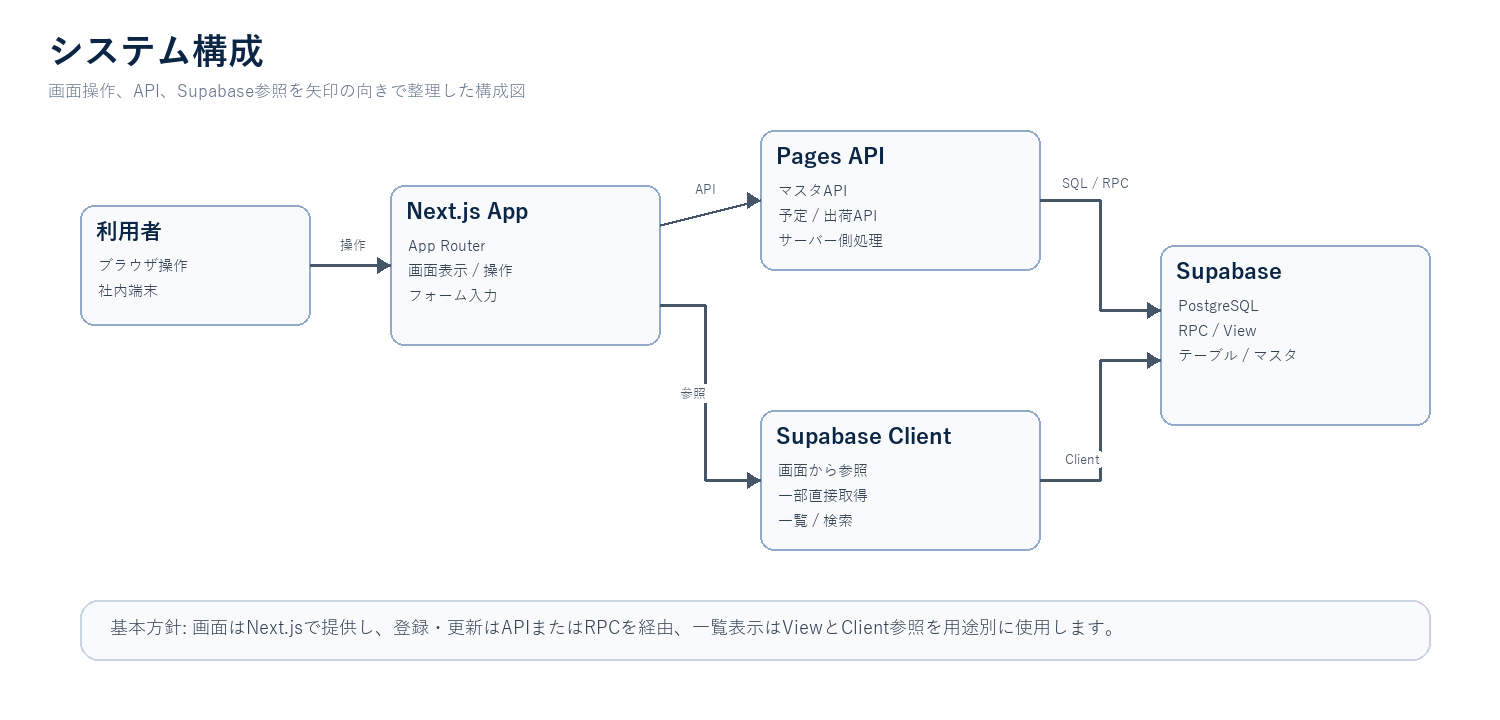 システム構成
画面操作、API、Supabase参照を矢印の向きで整理した構成図
利用者
ブラウザ操作
社内端末
操作
Next.js App
App Router
画面表示 / 操作
フォーム入力
API
参照
Pages API
マスタAPI
予定 / 出荷API
サーバー側処理
Supabase Client
画面から参照
一部直接取得
一覧 / 検索
SQL / RPC
Client
Supabase
PostgreSQL
RPC / View
テーブル / マスタ
基本方針: 画面はNext.jsで提供し、登録・更新はAPIまたはRPCを経由、一覧表示はViewとClient参照を用途別に使用します。